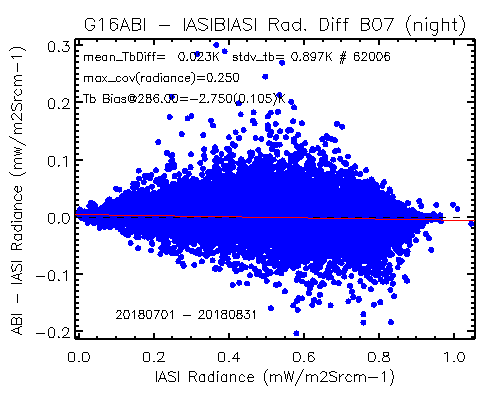 G16ABI - IASIBIASI Rad. Diff B07 (night)
mean_TbDiff= 0.023K stdv_tb= 0.897K # 62006
max_cov(radiance)=0.250
Tb Bias@286.00=-2.750(0.105)K
0.3
0.2
0.1
0.0
-0.1
-0.2
ABI - IASI Radiance (mw/m2Srcm-1)
20180701 - 20180831
0.0 0.2 0.4 0.6 0.8 1.0
IASI Radiance (mW/m2Srcm-1)